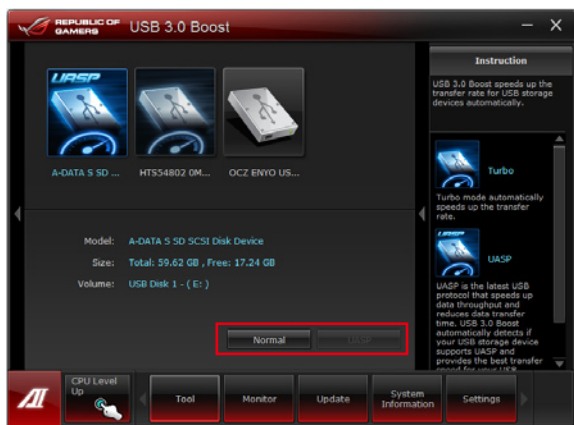 REPUBLIC OF
GAMERS
USB 3.0 Boost
UASP
A-DATA S SD ...
HTS54802 0M...
OCZ ENYO US...
Model: A-DATA S SD SCSI Disk Device
Size: Total: 59.62 GB , Free: 17.24 GB
Volume: USB Disk 1 - ( E: )
Normal
UASP
Instruction
USB 3.0 Boost speeds up the
transfer rate for USB storage
devices automatically.
Turbo
Turbo mode automatically
speeds up the transfer
rate.
UASP
UASP
UASP is the latest USB
protocol that speeds up
data throughput and
reduces data transfer
time. USB 3.0 Boost
automatically detects if
your USB storage device
supports UASP and
provides the best transfer
speed for your USB
CPU Level
Up
Tool
Monitor
Update
System
Information
Settings